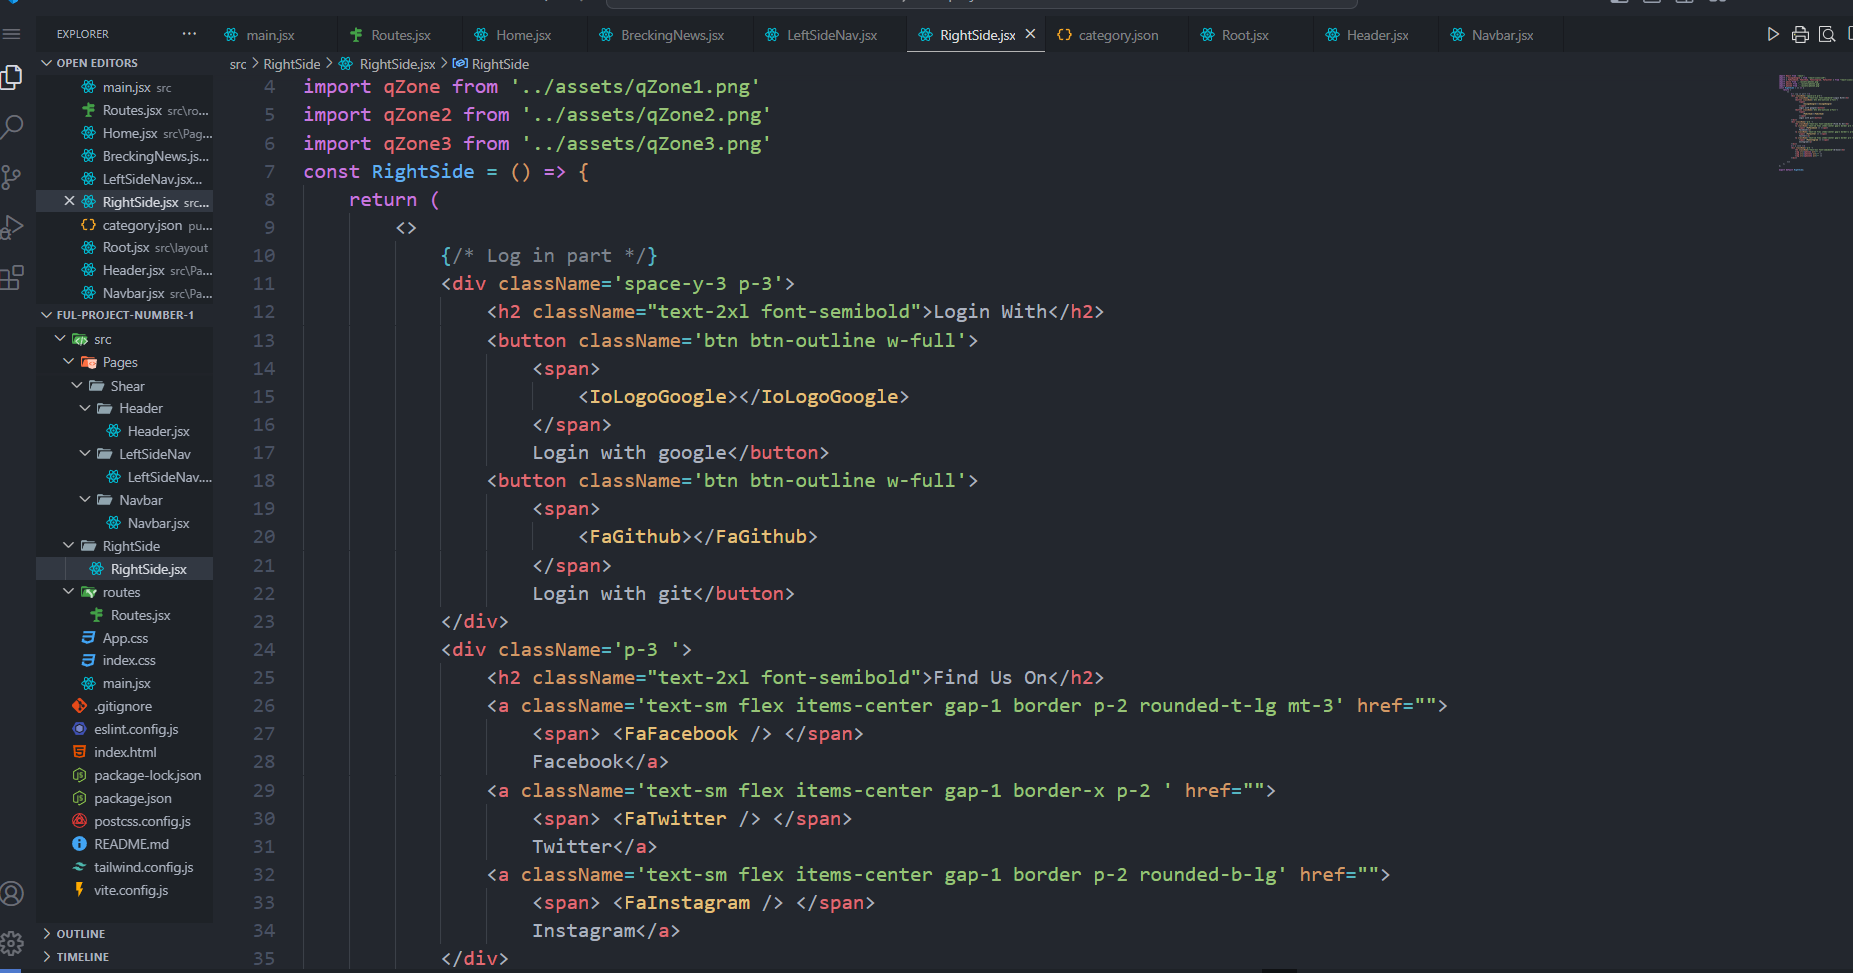 EXPLORER ...
main.jsx Routes.jsx Home.jsx BreckingNews.jsx LeftSideNav.jsx RightSide.jsx category.json Root.jsx Header.jsx Navbar.jsx
OPEN EDITORS
main.jsx src
Routes.jsx src\ro...
Home.jsx src\Pag...
BreckingNews.js...
LeftSideNav.jsx...
RightSide.jsx src...
category.json pu...
Root.jsx src\layout
Header.jsx src\Pa...
Navbar.jsx src\Pa...
FUL-PROJECT-NUMBER-1
src
Pages
Shear
Header
Header.jsx
LeftSideNav
LeftSideNav....
Navbar
Navbar.jsx
RightSide
RightSide.jsx
routes
Routes.jsx
App.css
index.css
main.jsx
.gitignore
eslint.config.js
index.html
package-lock.json
package.json
postcss.config.js
README.md
tailwind.config.js
vite.config.js
OUTLINE
TIMELINE
src > RightSide > RightSide.jsx > RightSide
4 import qZone from '../assets/qZone1.png'
5 import qZone2 from '../assets/qZone2.png'
6 import qZone3 from '../assets/qZone3.png'
7 const RightSide = () => {
8 return (
9 <>
10 {/* Log in part */}
11 <div className='space-y-3 p-3'>
12 <h2 className="text-2xl font-semibold">Login With</h2>
13 <button className='btn btn-outline w-full'>
14 <span>
15 <IoLogoGoogle></IoLogoGoogle>
16 </span>
17 Login with google</button>
18 <button className='btn btn-outline w-full'>
19 <span>
20 <FaGithub></FaGithub>
21 </span>
22 Login with git</button>
23 </div>
24 <div className='p-3 '>
25 <h2 className="text-2xl font-semibold">Find Us On</h2>
26 <a className='text-sm flex items-center gap-1 border p-2 rounded-t-lg mt-3' href="">
27 <span> <FaFacebook /> </span>
28 Facebook</a>
29 <a className='text-sm flex items-center gap-1 border-x p-2 ' href="">
30 <span> <FaTwitter /> </span>
31 Twitter</a>
32 <a className='text-sm flex items-center gap-1 border p-2 rounded-b-lg' href="">
33 <span> <FaInstagram /> </span>
34 Instagram</a>
35 </div>